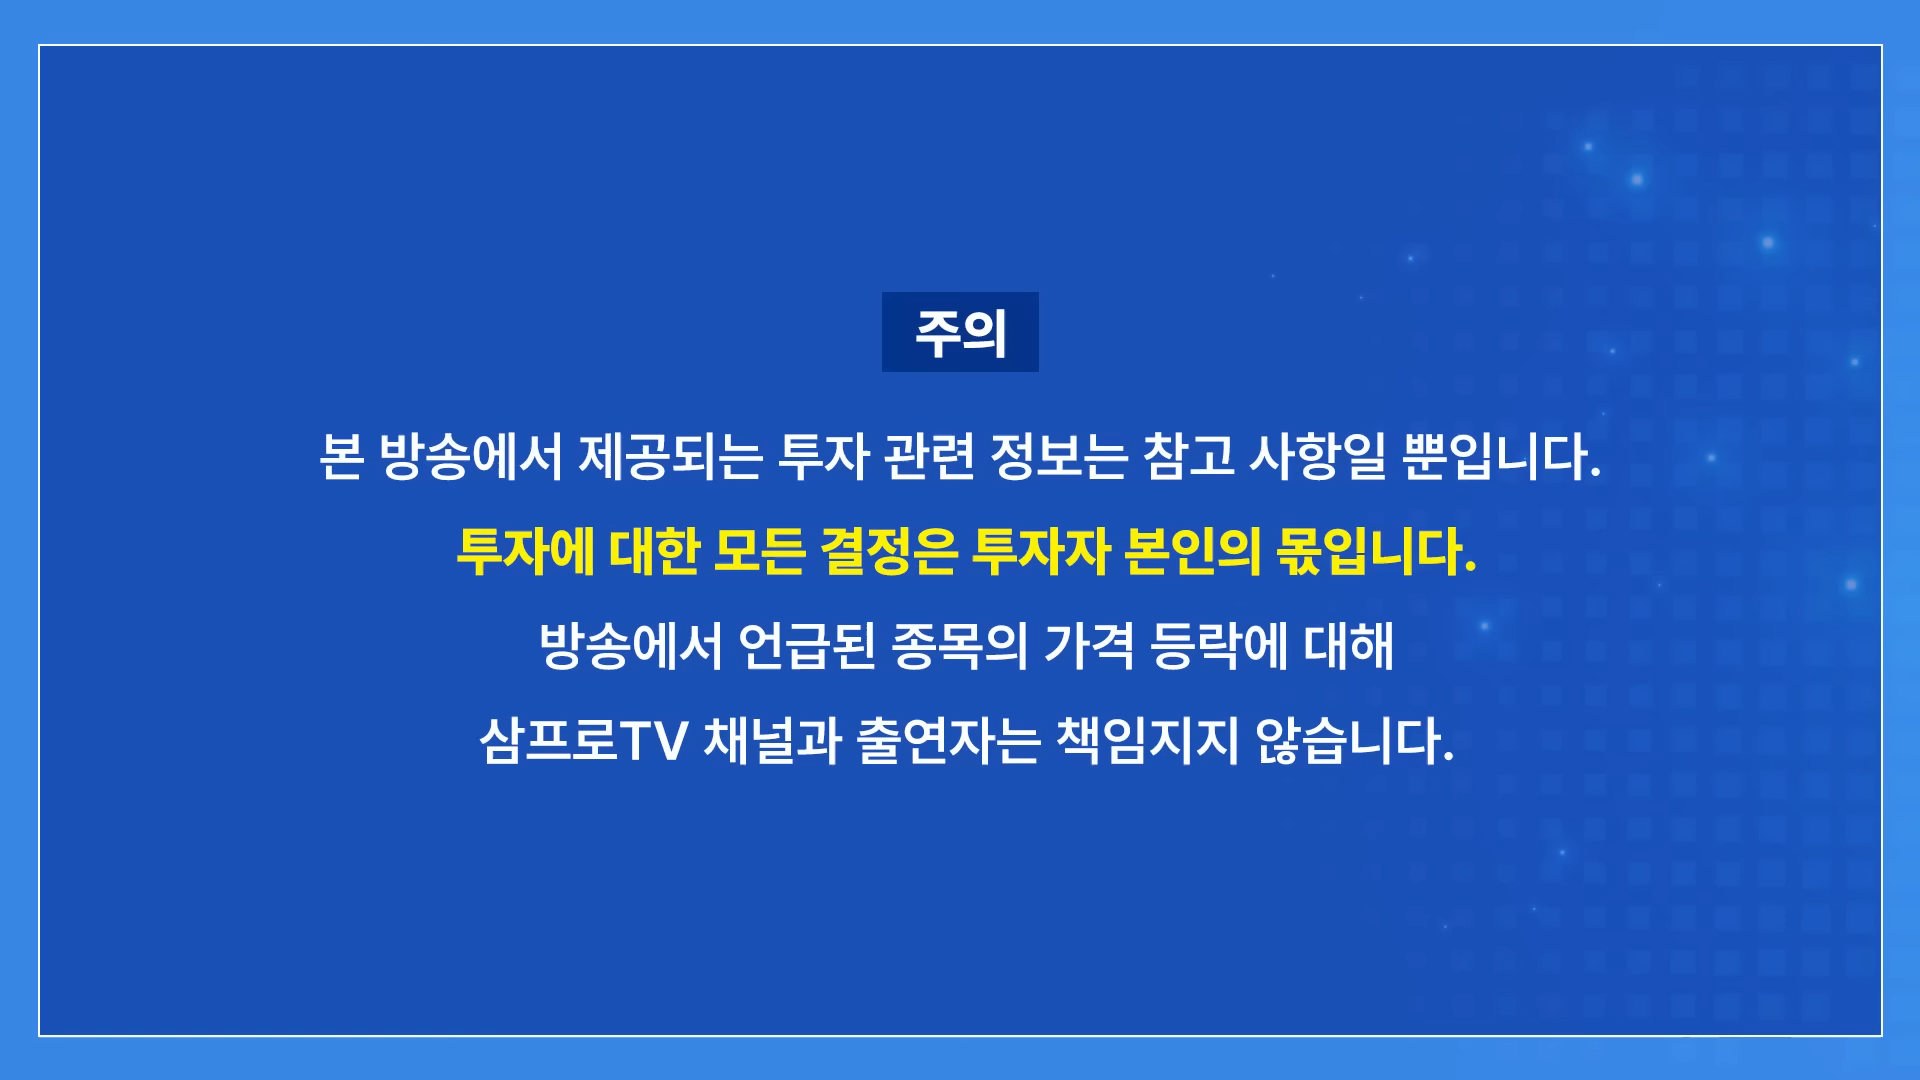 주의
본 방송에서 제공되는 투자 관련 정보는 참고 사항일 뿐입니다.
투자에 대한 모든 결정은 투자자 본인의 몫입니다.
방송에서 언급된 종목의 가격 등락에 대해
삼프로TV 채널과 출연자는 책임지지 않습니다.